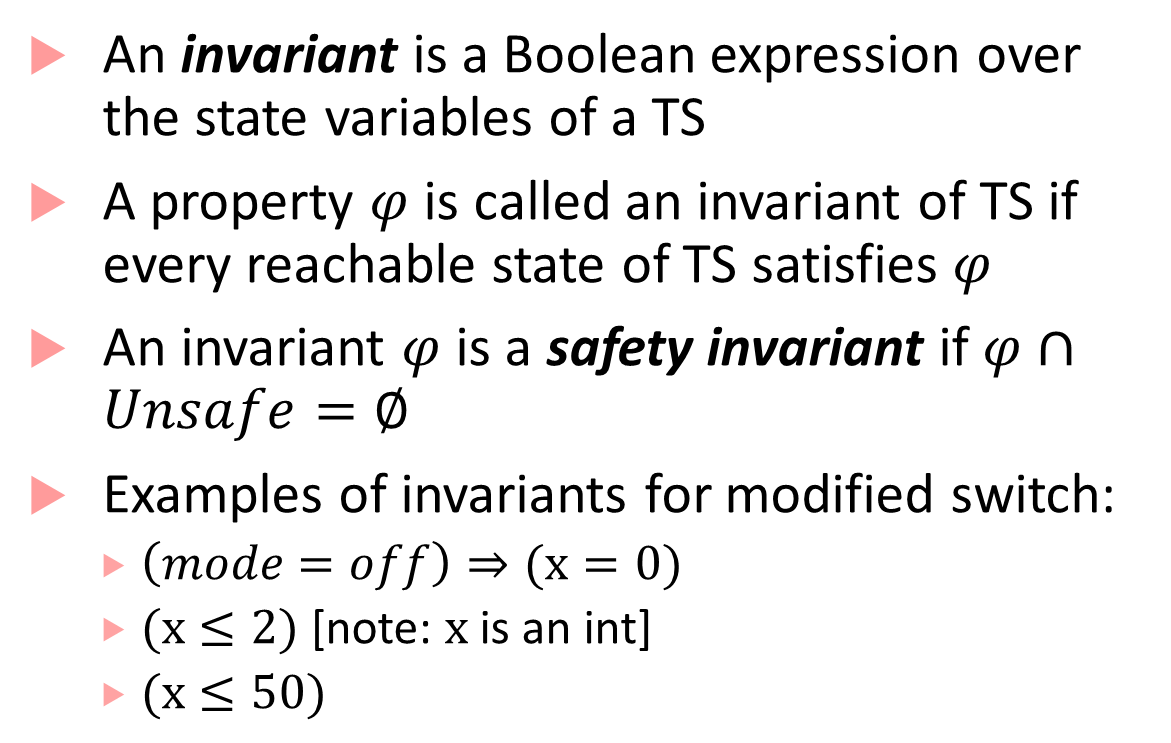 An invariant is a Boolean expression over
the state variables of a TS
A property φ is called an invariant of TS if
every reachable state of TS satisfies φ
An invariant φ is a safety invariant if φ ∩
Unsafe = ∅
Examples of invariants for modified switch:
(mode = off) ⇒ (x = 0)
(x ≤ 2) [note: x is an int]
(x ≤ 50)